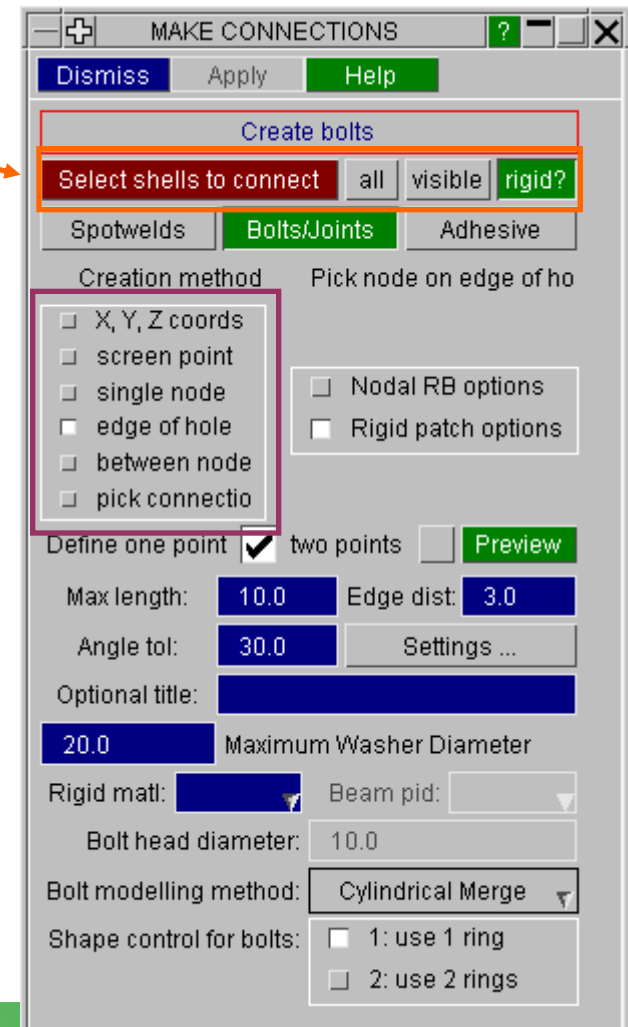 MAKE CONNECTIONS ?
Dismiss Apply Help
Create bolts
Select shells to connect all visible rigid?
Spotwelds Bolts/Joints Adhesive
Creation method Pick node on edge of ho
X, Y, Z coords
screen point
single node
edge of hole
between node
pick connectio
Nodal RB options
Rigid patch options
Define one point two points Preview
Max length: 10.0 Edge dist: 3.0
Angle tol: 30.0 Settings ...
Optional title:
20.0 Maximum Washer Diameter
Rigid matl: Beam pid:
Bolt head diameter: 10.0
Bolt modelling method: Cylindrical Merge
Shape control for bolts: 1: use 1 ring
2: use 2 rings